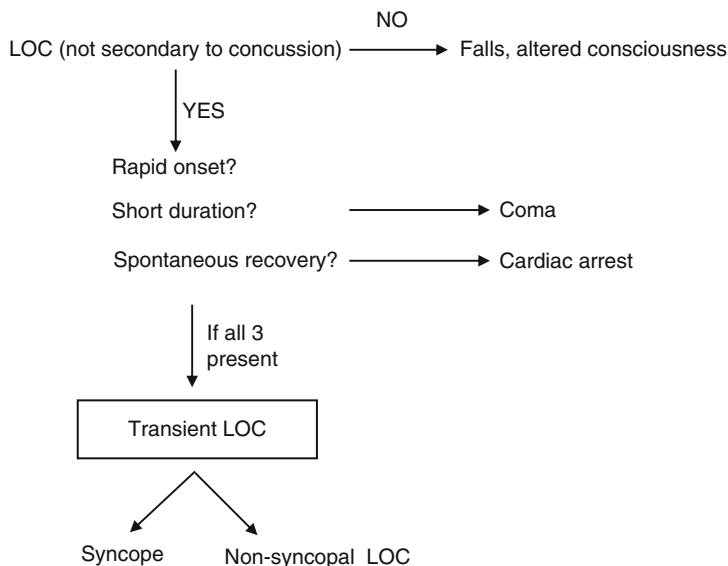 NO
LOC (not secondary to concussion) Falls, altered consciousness
YES
Rapid onset?
Short duration? Coma
Spontaneous recovery? Cardiac arrest
If all 3
present
Transient LOC
Syncope Non-syncopal LOC